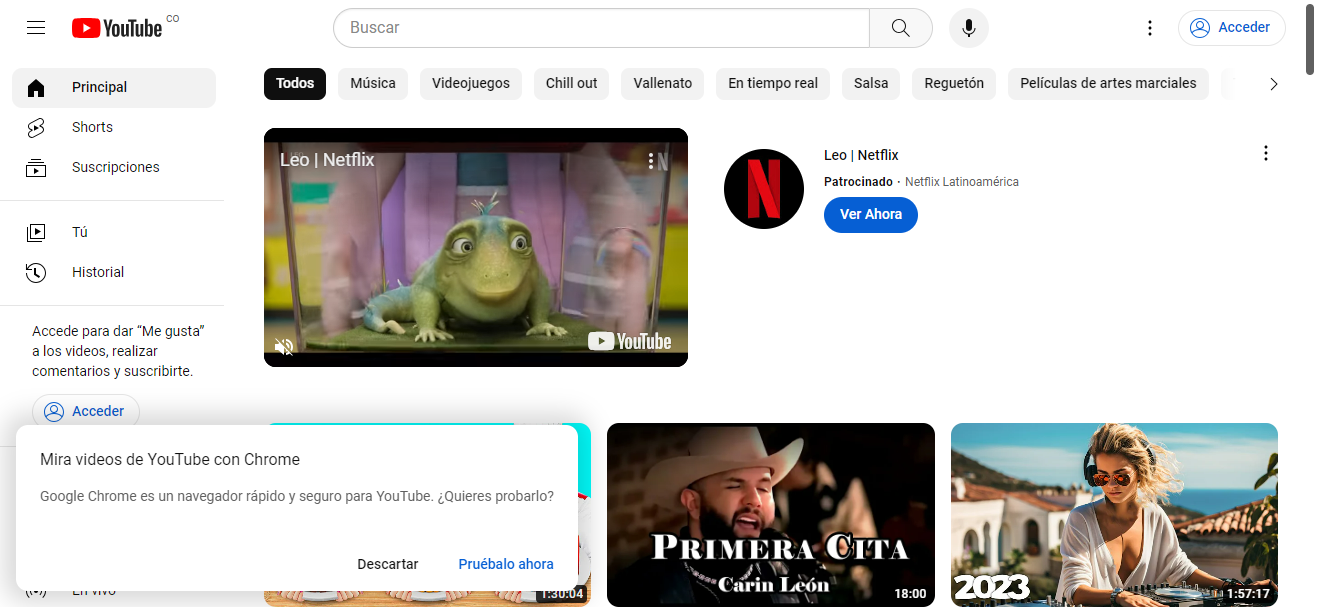 YouTube CO
Buscar
Acceder
Principal
Shorts
Suscripciones
Tú
Historial
Accede para dar “Me gusta”
a los videos, realizar
comentarios y suscribirte.
Acceder
Todos
Música
Videojuegos
Chill out
Vallenato
En tiempo real
Salsa
Reguetón
Películas de artes marciales
Leo | Netflix
N
YouTube
Leo | Netflix
Patrocinado · Netflix Latinoamérica
Ver Ahora
Mira videos de YouTube con Chrome
Google Chrome es un navegador rápido y seguro para YouTube. ¿Quieres probarlo?
Descartar
Pruébalo ahora
En vivo
1:30:04
PRIMERA CITA
Carin León
18:00
2023
1:57:17